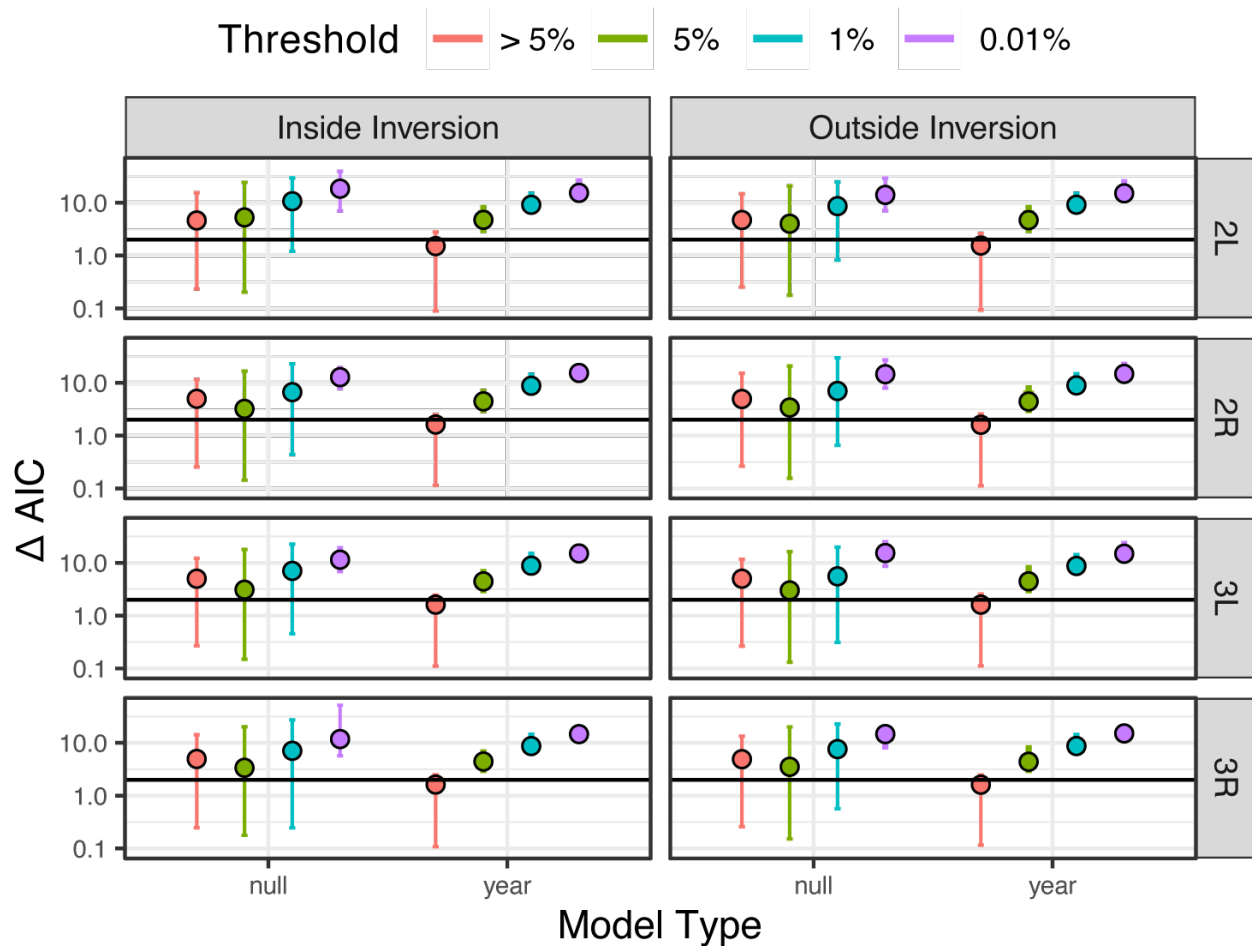 Threshold > 5% 5% 1% 0.01%
Inside Inversion Outside Inversion
10.0
1.0
0.1
2L
10.0
1.0
0.1
2R
10.0
1.0
0.1
3L
10.0
1.0
0.1
3R
Δ AIC
null year null year
Model Type